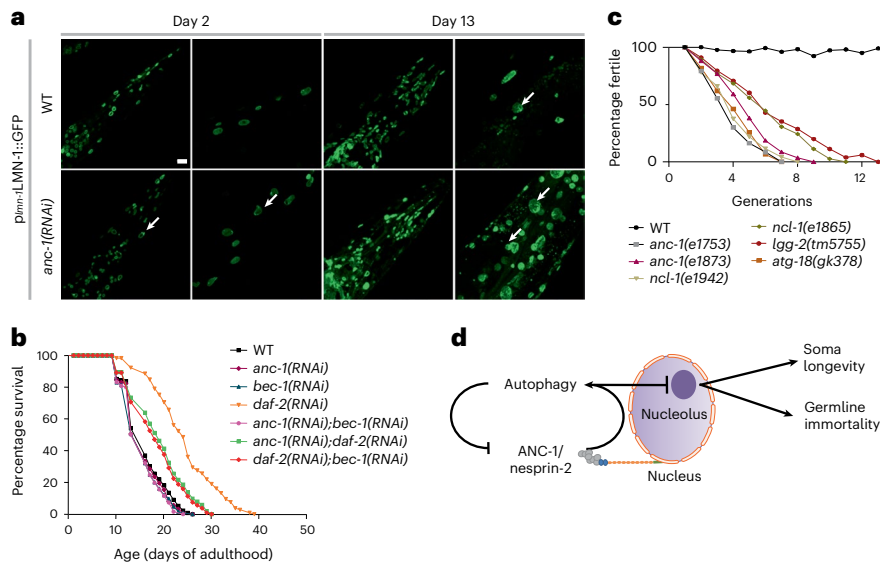 a
Day 2
Day 13
plmn-1LMN-1::GFP
WT
anc-1(RNAi)
b
Percentage survival
100
80
60
40
20
0
0
10
20
30
40
50
Age (days of adulthood)
WT
anc-1(RNAi)
bec-1(RNAi)
daf-2(RNAi)
anc-1(RNAi);bec-1(RNAi)
anc-1(RNAi);daf-2(RNAi)
daf-2(RNAi);bec-1(RNAi)
c
Percentage fertile
100
50
0
0
4
8
12
Generations
WT
anc-1(e1753)
anc-1(e1873)
ncl-1(e1942)
ncl-1(e1865)
lgg-2(tm5755)
atg-18(gk378)
d
Autophagy
ANC-1/
nesprin-2
Nucleolus
Nucleus
Soma
longevity
Germline
immortality